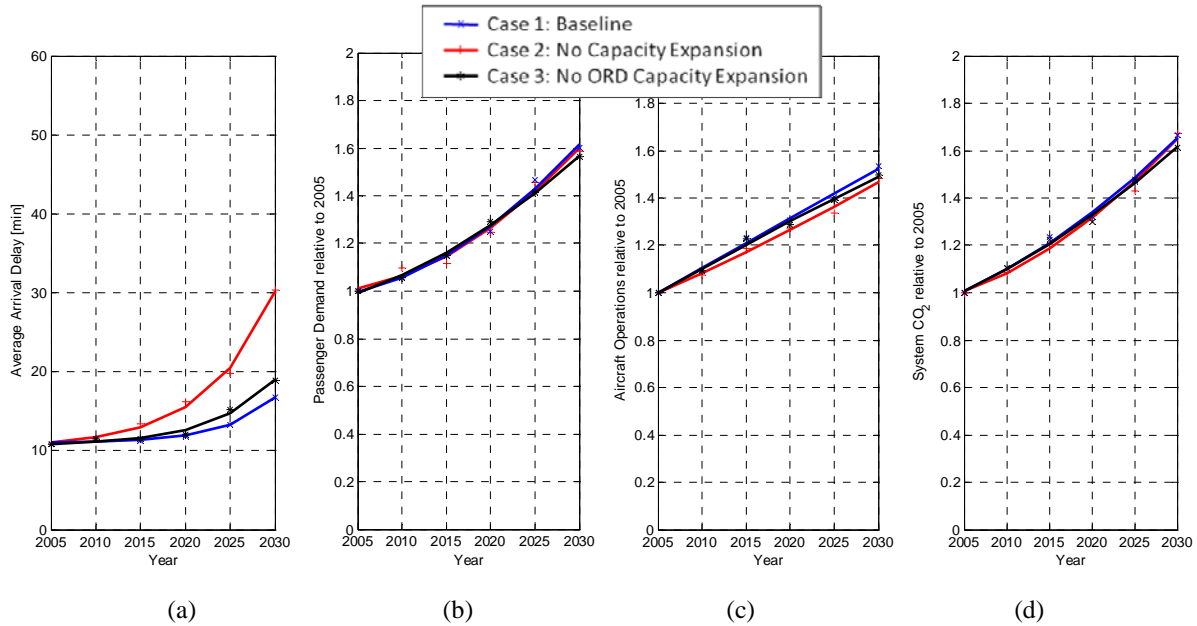 Case 1: Baseline
Case 2: No Capacity Expansion
Case 3: No ORD Capacity Expansion
60
50
40
30
20
10
0
Average Arrival Delay [min]
2005 2010 2015 2020 2025 2030
Year
(a)
2
1.8
1.6
1.4
1.2
1
0.8
0.6
0.4
0.2
0
Passenger Demand relative to 2005
2005 2010 2015 2020 2025 2030
Year
(b)
1.8
1.6
1.4
1.2
1
0.8
0.6
0.4
0.2
0
Aircraft Operations relative to 2005
2005 2010 2015 2020 2025 2030
Year
(c)
2
1.8
1.6
1.4
1.2
1
0.8
0.6
0.4
0.2
0
System CO2 relative to 2005
2005 2010 2015 2020 2025 2030
Year
(d)